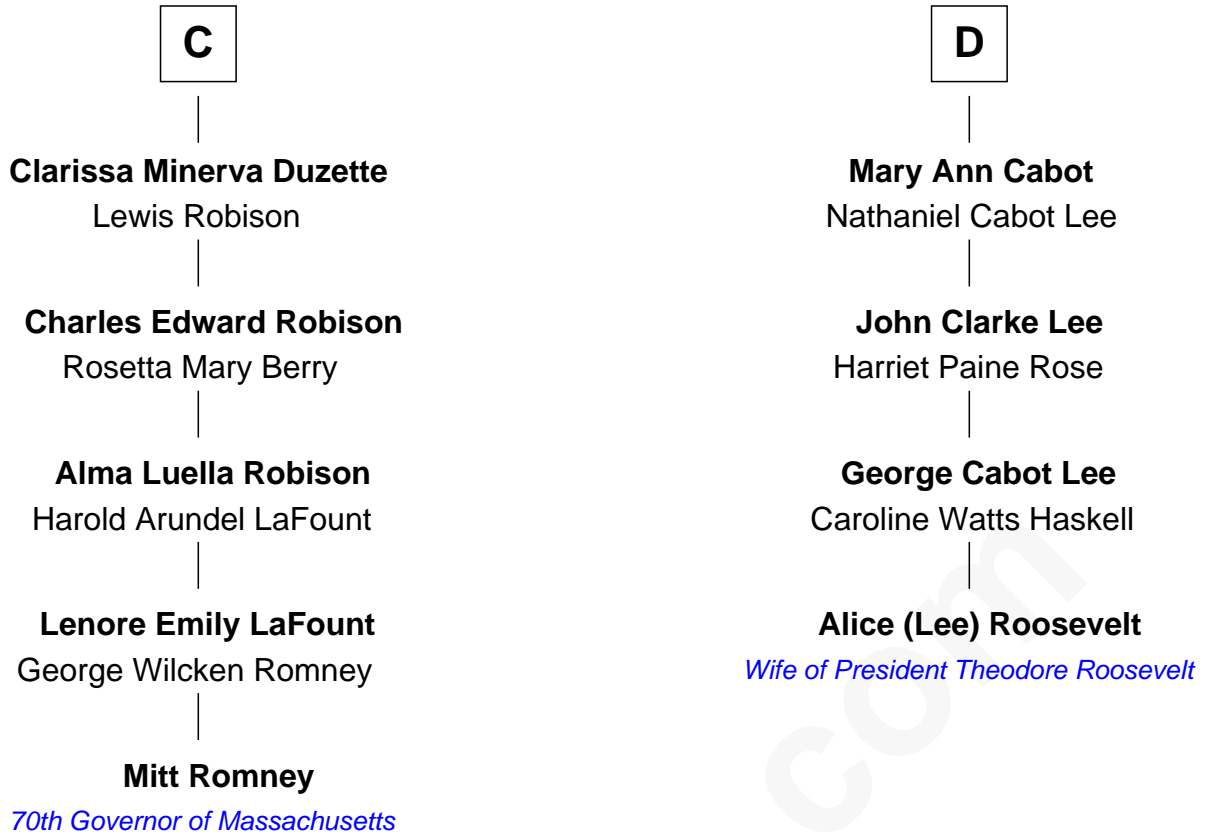 C
Clarissa Minerva Duzette
Lewis Robison
Charles Edward Robison
Rosetta Mary Berry
Alma Luella Robison
Harold Arundel LaFount
Lenore Emily LaFount
George Wilcken Romney
Mitt Romney
70th Governor of Massachusetts
D
Mary Ann Cabot
Nathaniel Cabot Lee
John Clarke Lee
Harriet Paine Rose
George Cabot Lee
Caroline Watts Haskell
Alice (Lee) Roosevelt
Wife of President Theodore Roosevelt
com